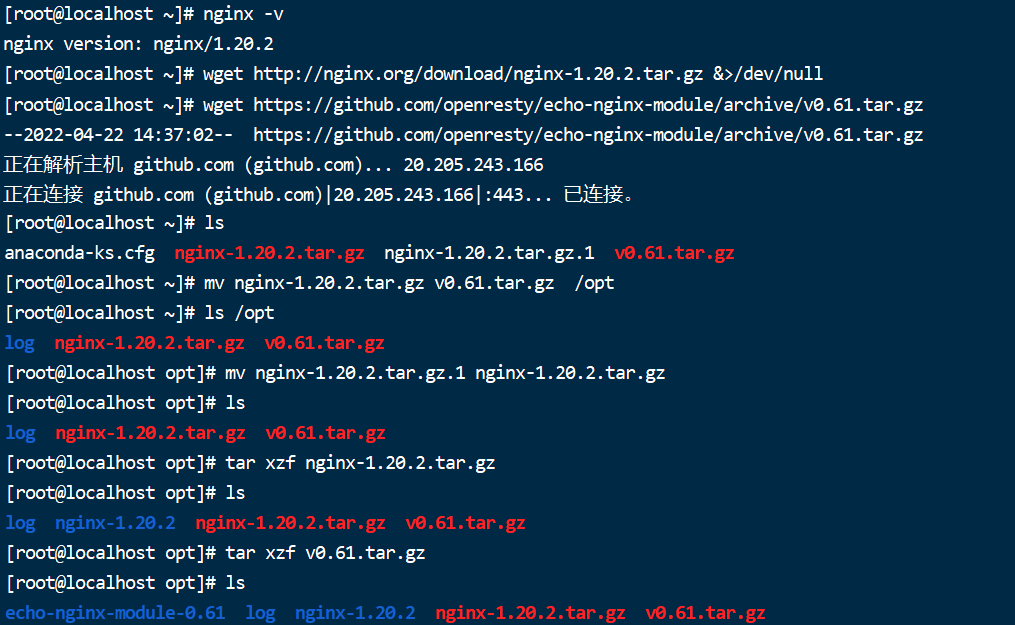 [root@localhost ~]# nginx -v
nginx version: nginx/1.20.2
[root@localhost ~]# wget http://nginx.org/download/nginx-1.20.2.tar.gz &>/dev/null
[root@localhost ~]# wget https://github.com/openresty/echo-nginx-module/archive/v0.61.tar.gz
--2022-04-22 14:37:02--  https://github.com/openresty/echo-nginx-module/archive/v0.61.tar.gz
正在解析主机 github.com (github.com)... 20.205.243.166
正在连接 github.com (github.com)|20.205.243.166|:443... 已连接。
[root@localhost ~]# ls
anaconda-ks.cfg  nginx-1.20.2.tar.gz  nginx-1.20.2.tar.gz.1  v0.61.tar.gz
[root@localhost ~]# mv nginx-1.20.2.tar.gz v0.61.tar.gz  /opt
[root@localhost ~]# ls /opt
log  nginx-1.20.2.tar.gz  v0.61.tar.gz
[root@localhost opt]# mv nginx-1.20.2.tar.gz.1 nginx-1.20.2.tar.gz
[root@localhost opt]# ls
log  nginx-1.20.2.tar.gz  v0.61.tar.gz
[root@localhost opt]# tar xzf nginx-1.20.2.tar.gz
[root@localhost opt]# ls
log  nginx-1.20.2  nginx-1.20.2.tar.gz  v0.61.tar.gz
[root@localhost opt]# tar xzf v0.61.tar.gz
[root@localhost opt]# ls
echo-nginx-module-0.61  log  nginx-1.20.2  nginx-1.20.2.tar.gz  v0.61.tar.gz